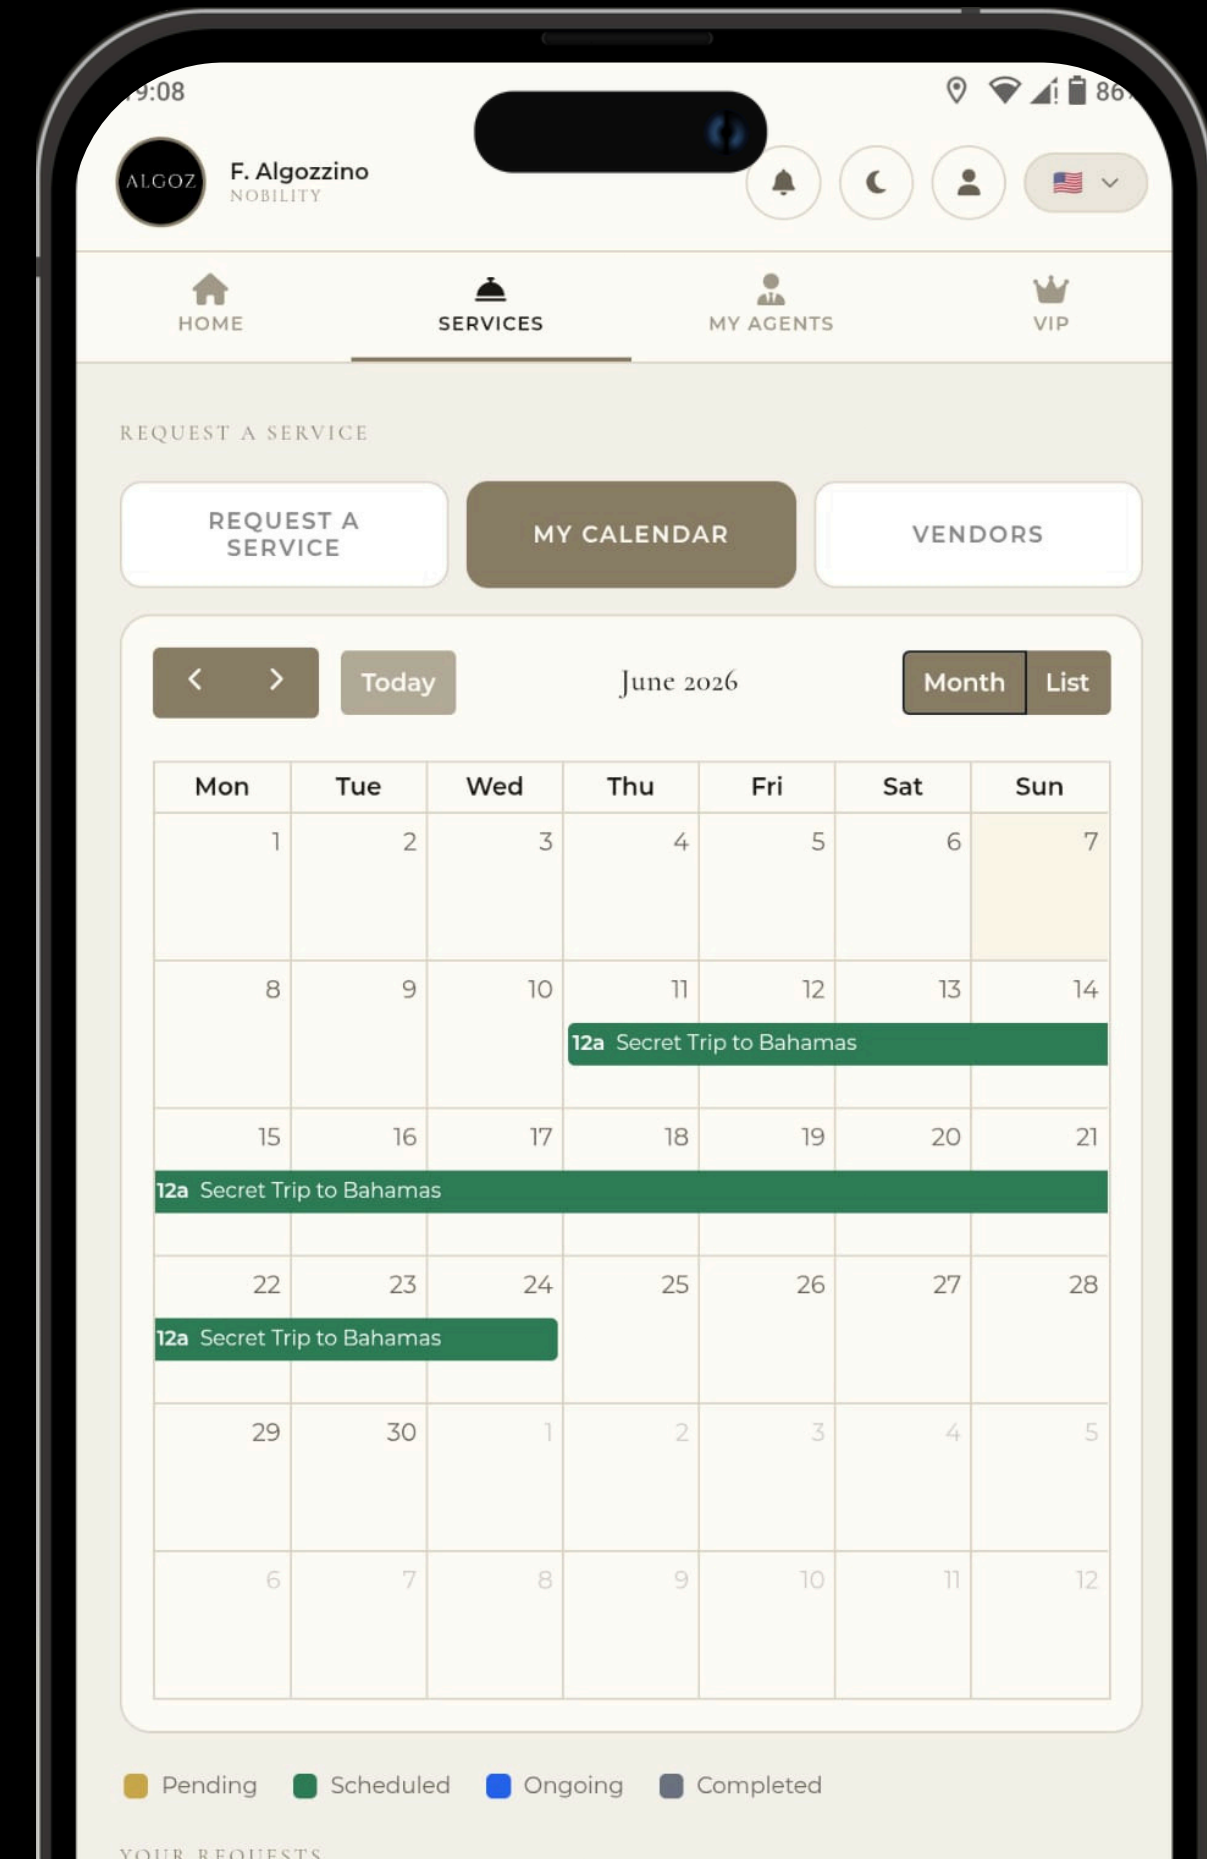 9:08
86
ALGOZ
F. Algozzino
NOBILITY
HOME
SERVICES
MY AGENTS
VIP
REQUEST A SERVICE
REQUEST A
SERVICE
MY CALENDAR
VENDORS
Today
June 2026
Month
List
Mon Tue Wed Thu Fri Sat Sun
1 2 3 4 5 6 7
8 9 10 11 12 13 14
12a Secret Trip to Bahamas
15 16 17 18 19 20 21
12a Secret Trip to Bahamas
22 23 24 25 26 27 28
12a Secret Trip to Bahamas
29 30 1 2 3 4 5
6 7 8 9 10 11 12
Pending
Scheduled
Ongoing
Completed
YOUR REQUESTS